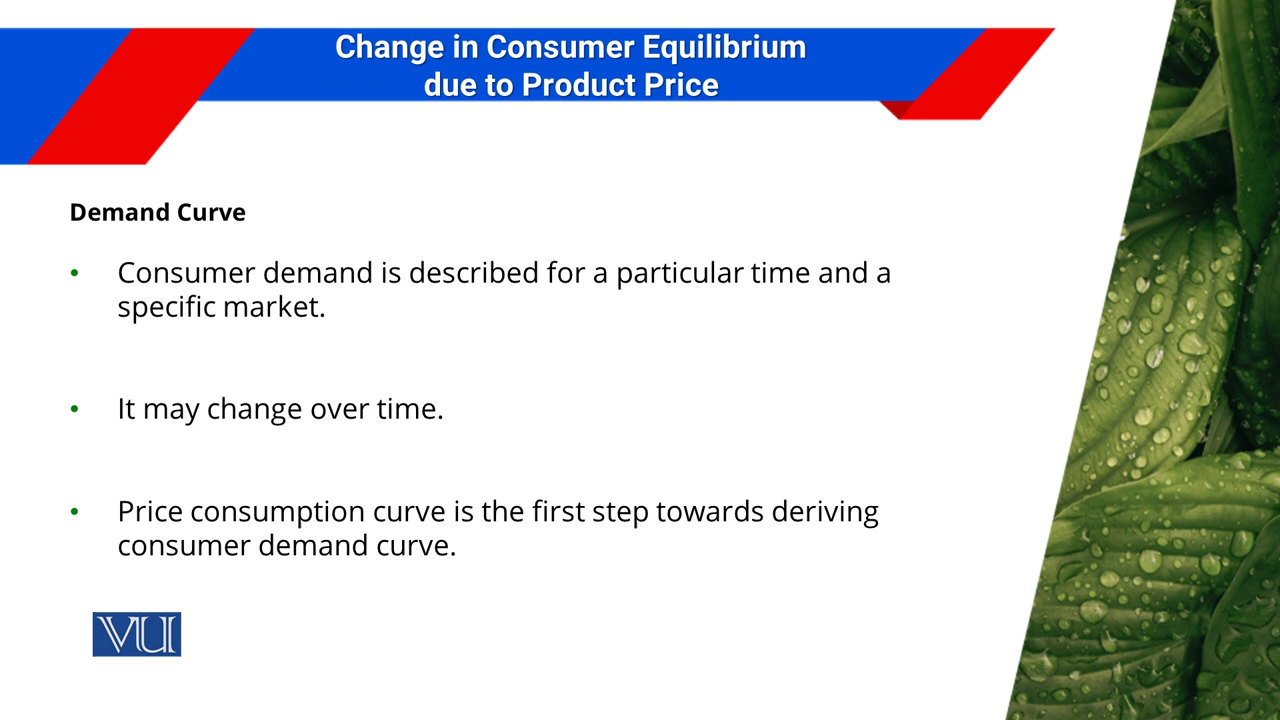 Change in Consumer Equilibrium
due to Product Price
Demand Curve
• Consumer demand is described for a particular time and a
specific market.
• It may change over time.
• Price consumption curve is the first step towards deriving
consumer demand curve.
VU